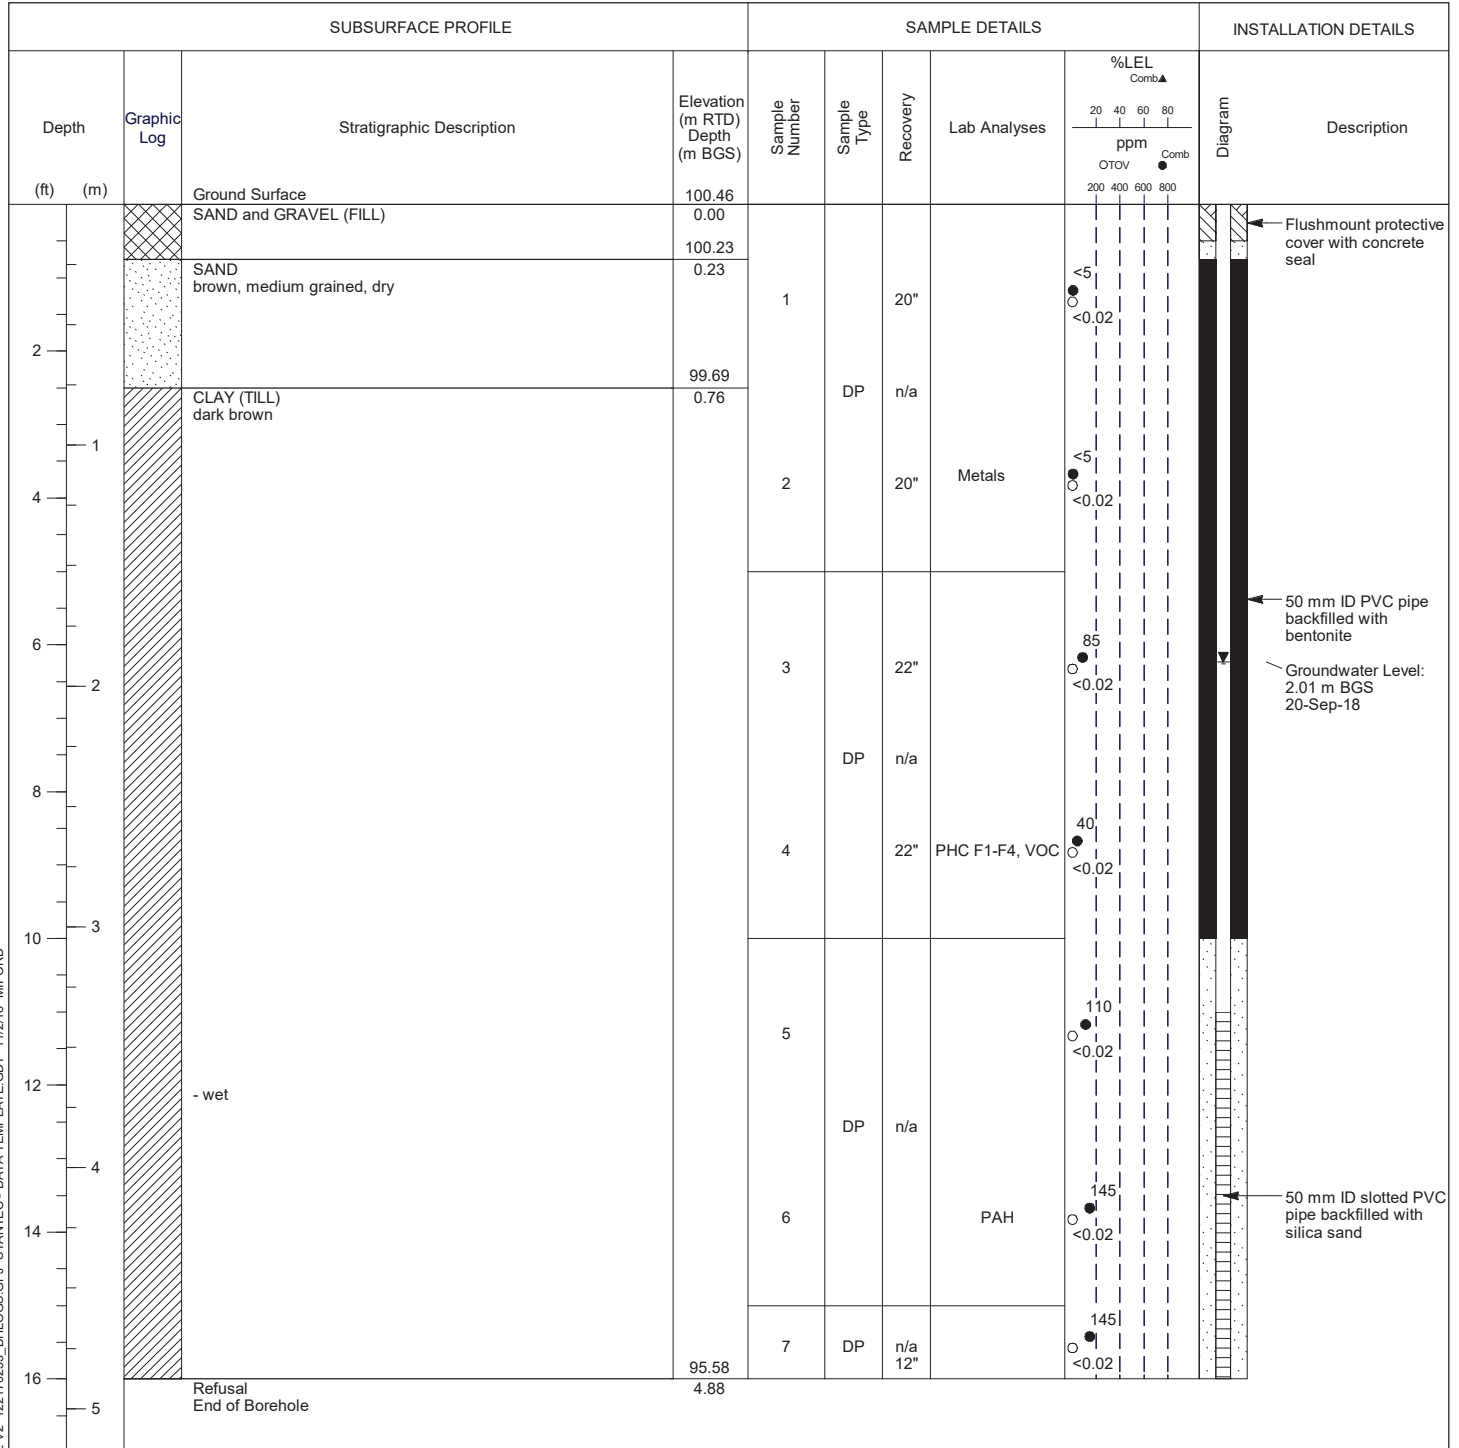 SUBSURFACE PROFILE
SAMPLE DETAILS
INSTALLATION DETAILS
Depth
(ft) (m)
Graphic
Log
Stratigraphic Description
Elevation
(m RTD)
Depth
(m BGS)
Sample
Number
Sample
Type
Recovery
Lab Analyses
%LEL
Comb▲
20 40 60 80
ppm
OTOV ● Comb
200 400 600 800
Diagram
Description
Ground Surface 100.46
SAND and GRAVEL (FILL) 0.00
100.23
SAND 0.23
brown, medium grained, dry
99.69
CLAY (TILL) 0.76
dark brown
- wet
95.58
Refusal 4.88
End of Borehole
2
4
6
8
10
12
14
16
1
2
3
4
5
1 20"
DP n/a
2 20" Metals
3 22"
DP n/a
4 22" PHC F1-F4, VOC
5
DP n/a
6 PAH
7 DP n/a
12"
<5
<0.02
<5
<0.02
85
<0.02
40
<0.02
110
<0.02
145
<0.02
145
<0.02
Flushmount protective
cover with concrete
seal
50 mm ID PVC pipe
backfilled with
bentonite
Groundwater Level:
2.01 m BGS
20-Sep-18
50 mm ID slotted PVC
pipe backfilled with
silica sand